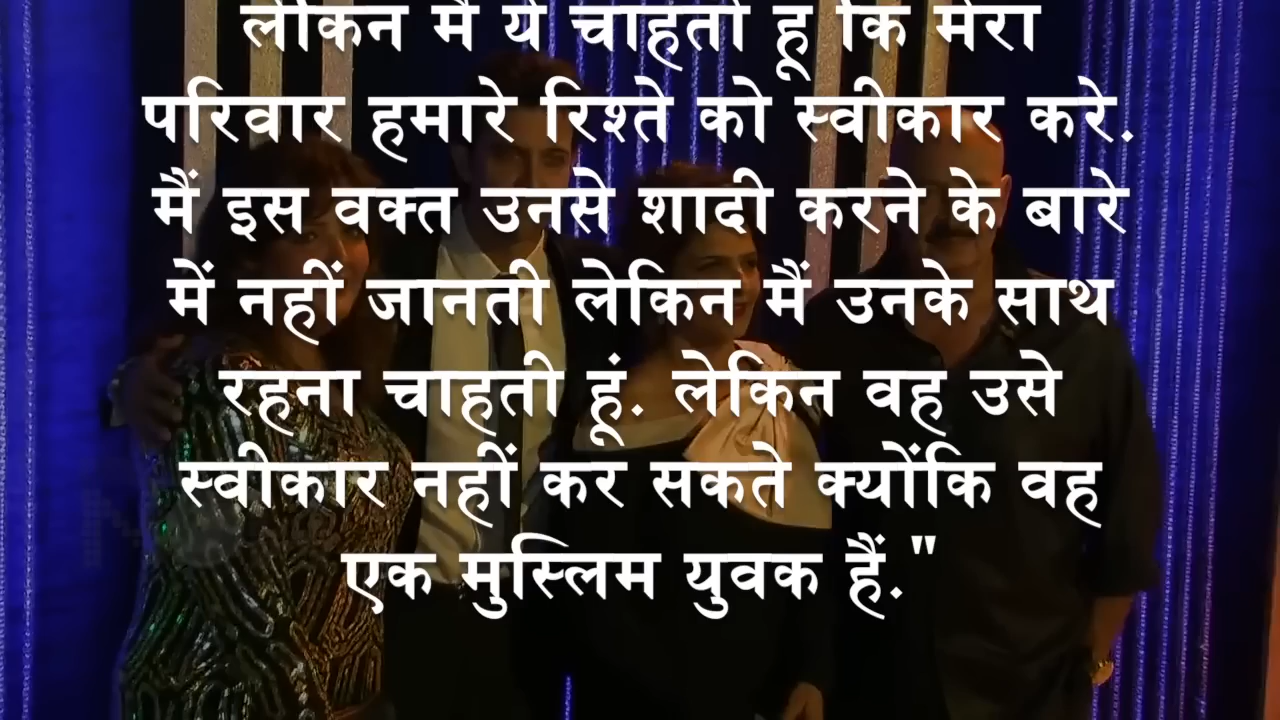 लेकिन मैं ये चाहती हूं कि मेरा
परिवार हमारे रिश्ते को स्वीकार करे.
मैं इस वक्त उनसे शादी करने के बारे
में नहीं जानती लेकिन मैं उनके साथ
रहना चाहती हूं. लेकिन वह उसे
स्वीकार नहीं कर सकते क्योंकि वह
एक मुस्लिम युवक हैं."